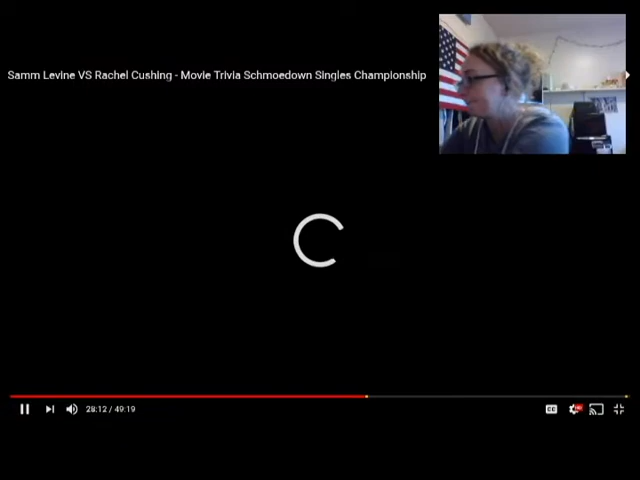 Samm Levine VS Rachel Cushing - Movie Trivia Schmoedown Singles Championship
28:12 / 49:19
CC